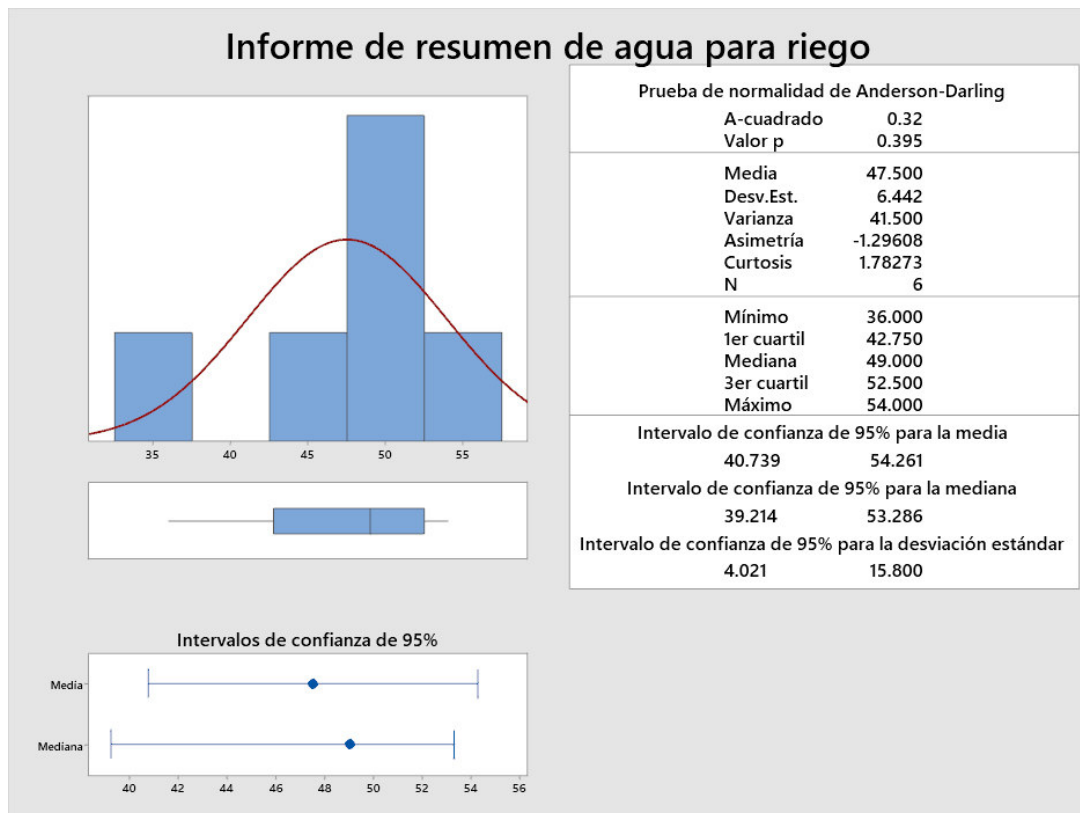 Informe de resumen de agua para riego
35 40 45 50 55
Intervalos de confianza de 95%
Media
Mediana
40 42 44 46 48 50 52 54 56
Prueba de normalidad de Anderson-Darling
A-cuadrado 0.32
Valor p 0.395
Media 47.500
Desv.Est. 6.442
Varianza 41.500
Asimetría -1.29608
Curtosis 1.78273
N 6
Mínimo 36.000
1er cuartil 42.750
Mediana 49.000
3er cuartil 52.500
Máximo 54.000
Intervalo de confianza de 95% para la media
40.739 54.261
Intervalo de confianza de 95% para la mediana
39.214 53.286
Intervalo de confianza de 95% para la desviación estándar
4.021 15.800